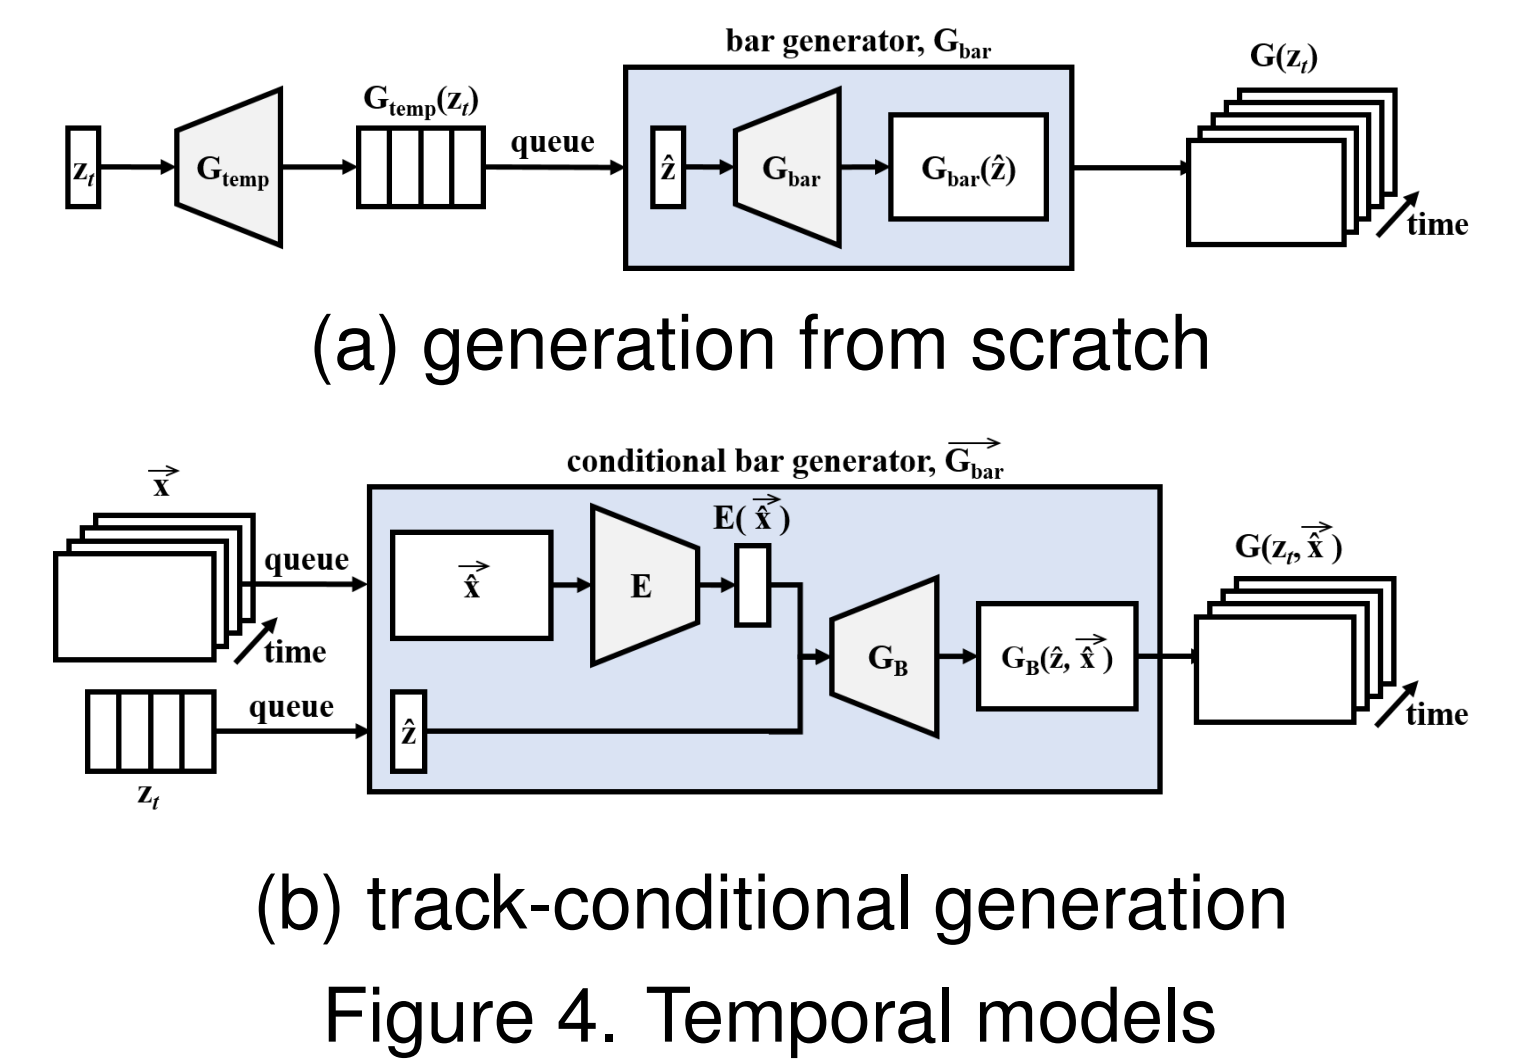 bar generator, G_bar
G(z_t)
G_temp(z_t)
queue
z_t
G_temp
ẑ
G_bar
G_bar(ẑ)
time
(a) generation from scratch
conditional bar generator, G⃗_bar
x⃗
E( x̂⃗ )
G(z_t, x̂⃗ )
queue
x̂⃗
E
time
G_B
G_B(ẑ, x̂⃗ )
queue
ẑ
time
z_t
(b) track-conditional generation
Figure 4. Temporal models